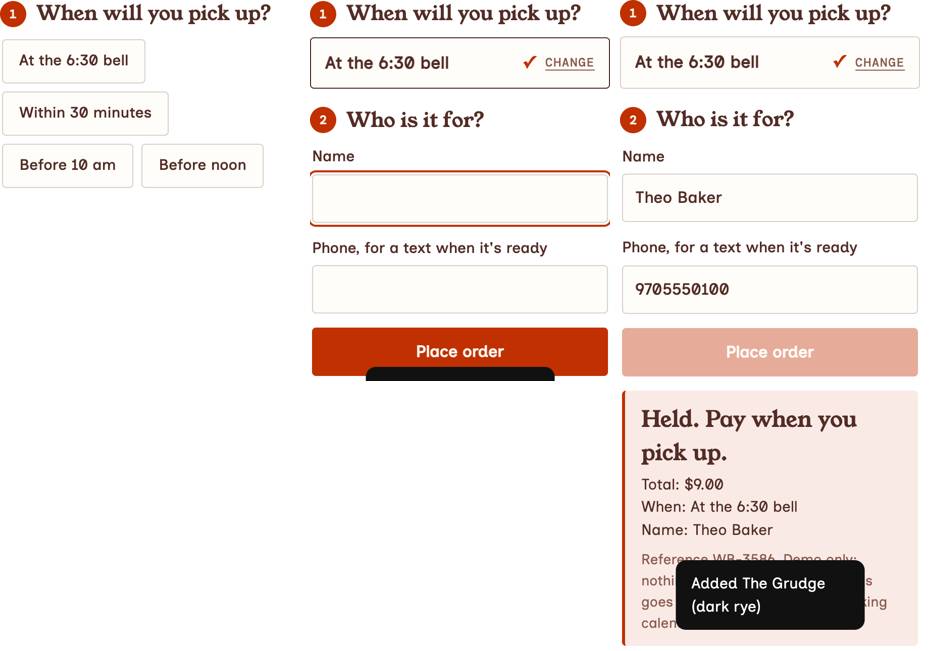 1 When will you pick up?
At the 6:30 bell
Within 30 minutes
Before 10 am
Before noon
1 When will you pick up?
At the 6:30 bell ✓ CHANGE
2 Who is it for?
Name
Phone, for a text when it's ready
Place order
1 When will you pick up?
At the 6:30 bell ✓ CHANGE
2 Who is it for?
Name
Theo Baker
Phone, for a text when it's ready
9705550100
Place order
Held. Pay when you
pick up.
Total: $9.00
When: At the 6:30 bell
Name: Theo Baker
Reference WB-3586. Demo only:
goes
Added The Grudge
(dark rye)